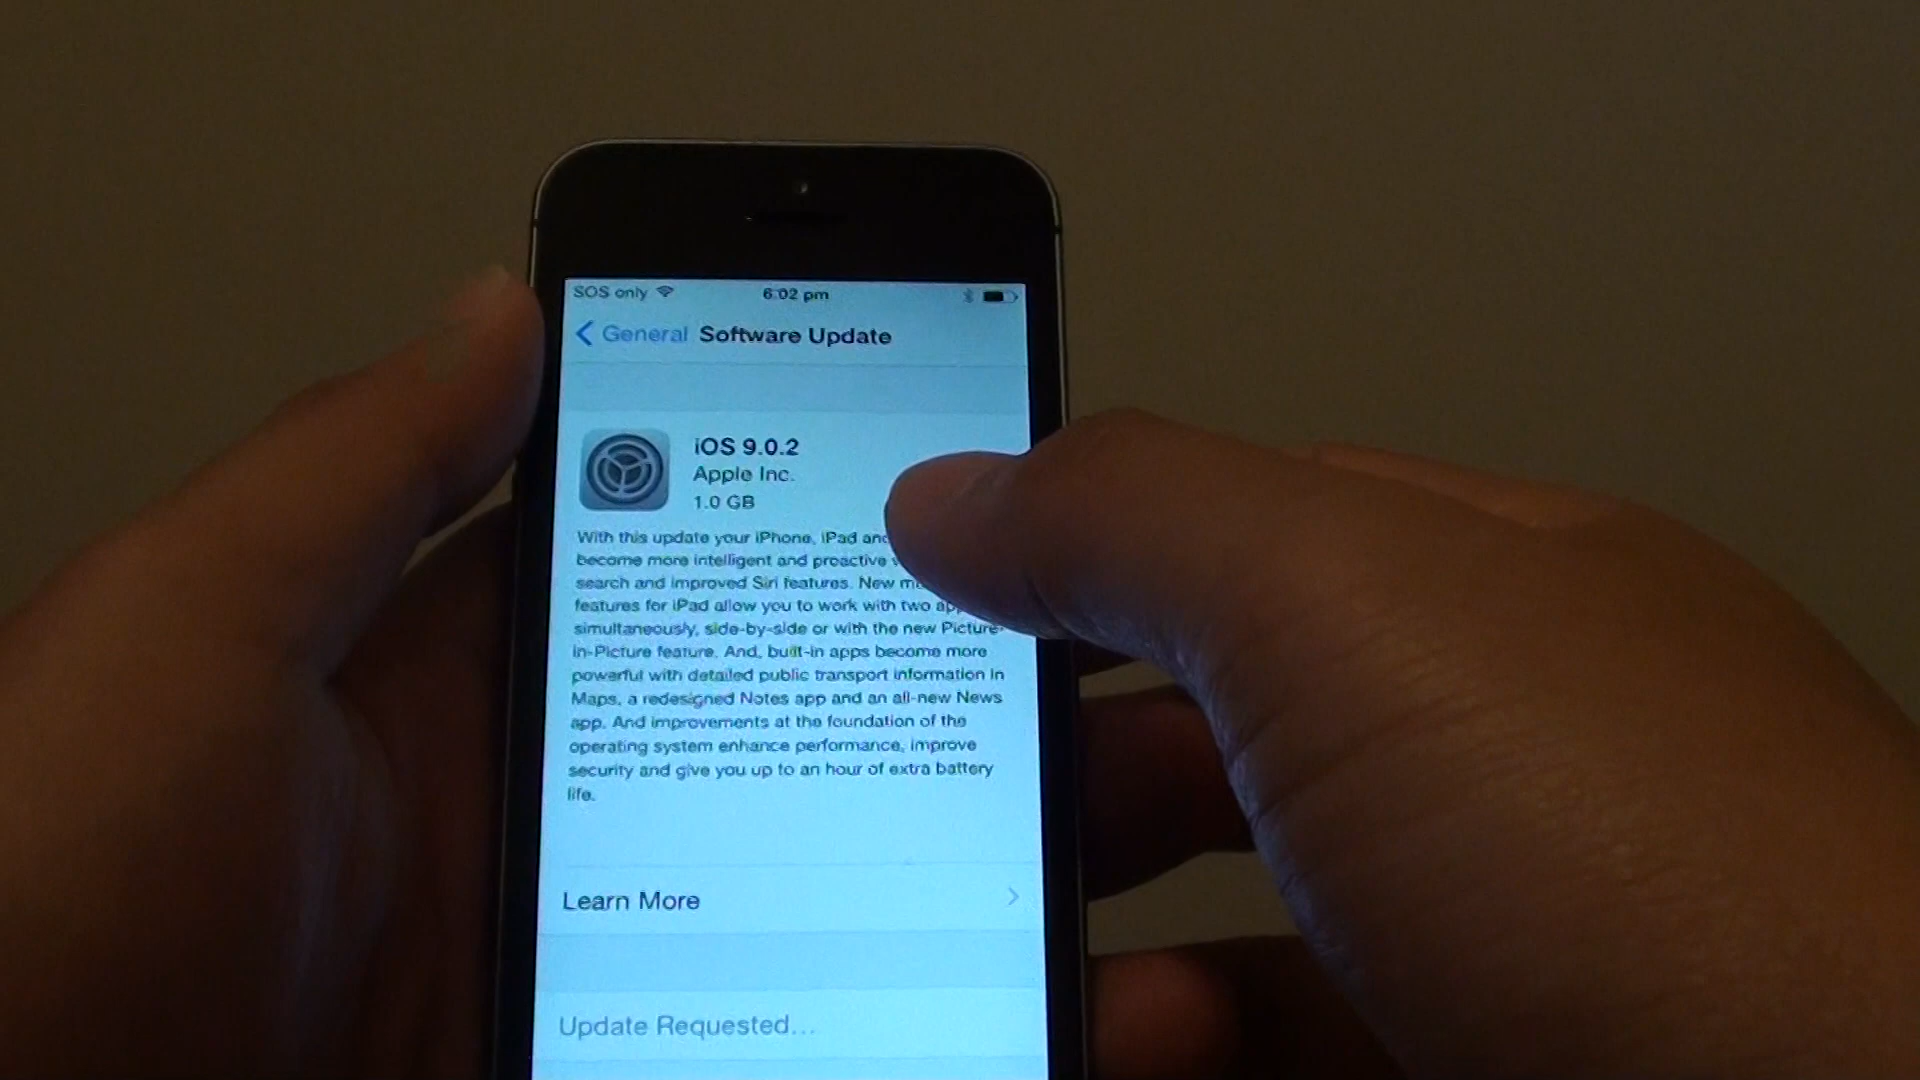 SOS only
6:02 pm
General Software Update
iOS 9.0.2
Apple Inc.
1.0 GB
With this update your iPhone, iPad and
become more intelligent and proactive
search and improved Siri features. New
features for iPad allow you to work with two
simultaneously, side-by-side or with the new Picture-
in-Picture feature. And, built-in apps become more
powerful with detailed public transport information in
Maps, a redesigned Notes app and an all-new News
app. And improvements at the foundation of the
operating system enhance performance, improve
security and give you up to an hour of extra battery
life.
Learn More
Update Requested...